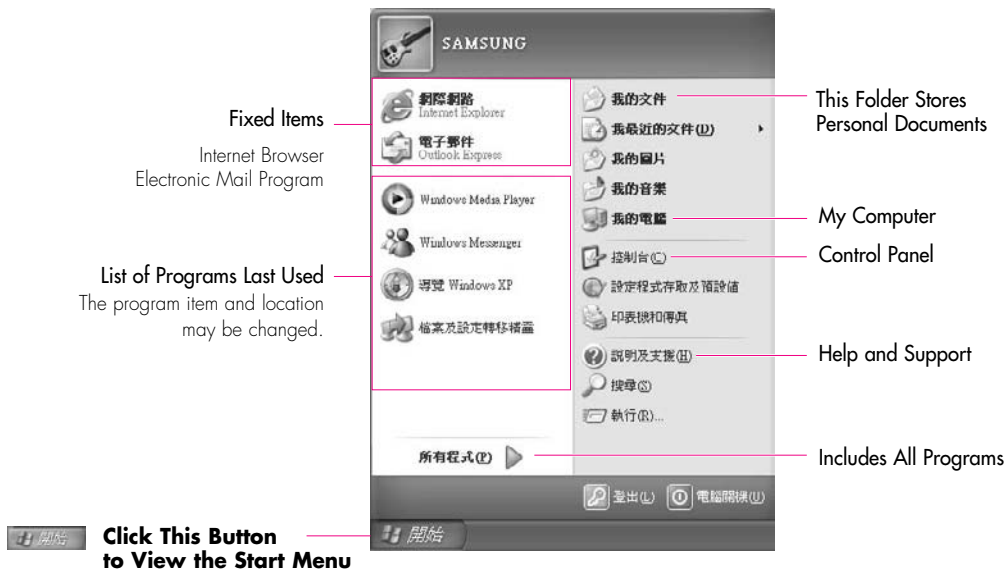 SAMSUNG
網際網路
Internet Explorer
電子郵件
Outlook Express
Windows Media Player
Windows Messenger
導覽 Windows XP
檔案及設定轉移精靈
所有程式(P)
我的文件
我最近的文件(D)
我的圖片
我的音樂
我的電腦
控制台(C)
設定程式存取及預設值
印表機和傳真
說明及支援(H)
搜尋(S)
執行(R)...
登出(L)
電腦關機(U)
開始
Fixed Items
Internet Browser
Electronic Mail Program
List of Programs Last Used
The program item and location
may be changed.
This Folder Stores
Personal Documents
My Computer
Control Panel
Help and Support
Includes All Programs
開始
Click This Button
to View the Start Menu